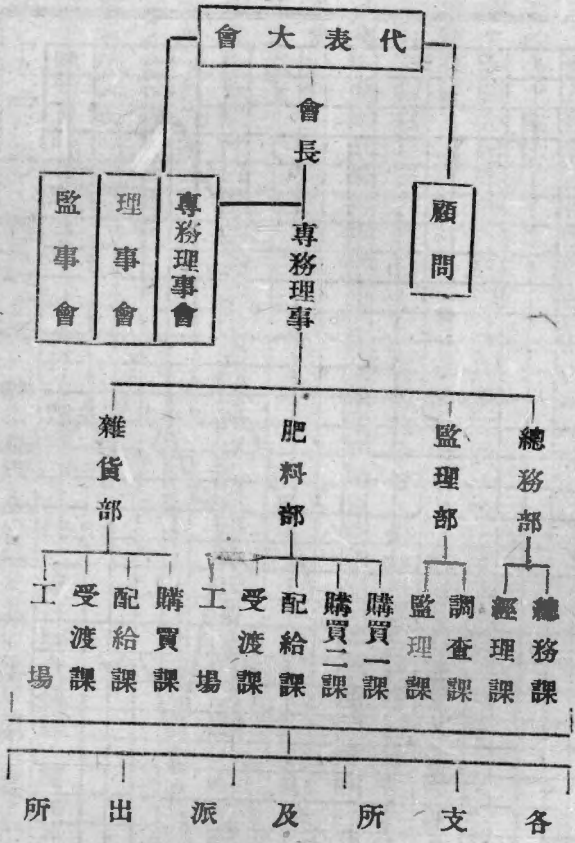 代表大會
會長
顧問
專務理事
專務理事會
理事會
監事會
總務部
監理部
肥料部
雜貨部
總務課
經理課
調査課
監理課
購買一課
購買二課
配給課
受渡課
工場
購買課
配給課
受渡課
工場
各支所及派出所